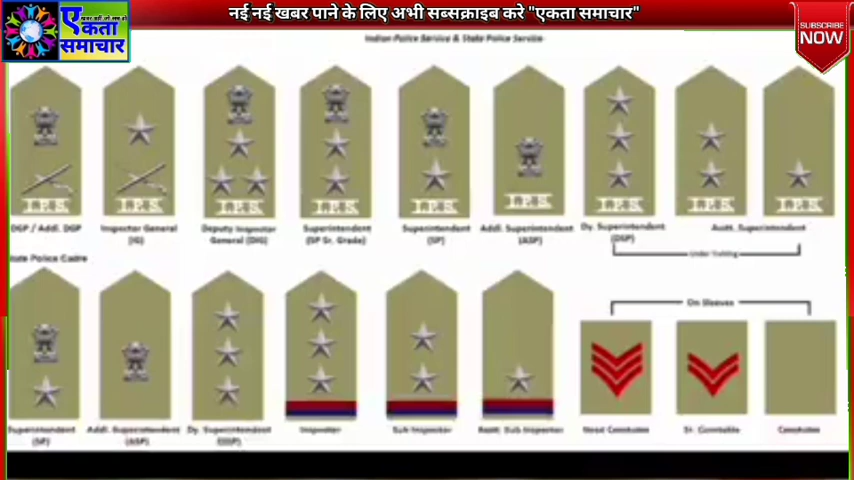 नई नई खबर पाने के लिए अभी सब्सक्राइब करे "एकता समाचार"
एकता
समाचार
SUBSCRIBE
NOW
Indian Police Service & State Police Service
I.P.S. I.P.S. I.P.S. I.P.S. I.P.S. I.P.S. I.P.S. I.P.S. I.P.S.
DGP / Addl. DGP
Inspector General
(IG)
Deputy Inspector
General (DIG)
Superintendent
(SP Sr. Grade)
Superintendent
(SP)
Addl. Superintendent
(ASP)
Dy. Superintendent
(DSP)
Asstt. Superintendent
Under Training
tate Police Cadre
On Sleeves
Superintendent
(SP)
Addl. Superintendent
(ASP)
Dy. Superintendent
(DSP)
Inspector
Sub Inspector
Asstt. Sub Inspector
Head Constable
Sr. Constable
Constable